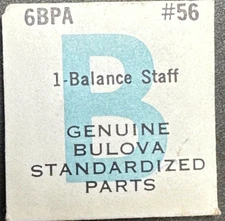 6BPA #56
B
1-Balance Staff
GENUINE
BULOVA
STANDARDIZED
PARTS